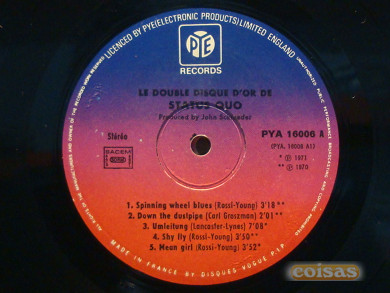 LICENCED BY PYE (ELECTRONIC PRODUCTS) LIMITED ENGLAND
PYE
RECORDS
LE DOUBLE DISQUE D'OR DE
STATUS QUO
Produced by John Schroeder
Stéréo
PYA 16006 A
(PYA. 16006 A1)
SACEM
* ℗ 1971
** ℗ 1970
1. Spinning wheel blues (Rossi-Young) 3'18**
2. Down the dustpipe (Carl Groszman) 2'01**
3. Umleitung (Lancaster-Lynes) 7'08*
4. Shy fly (Rossi-Young) 3'50**
5. Mean girl (Rossi-Young) 3'52*
MADE IN FRANCE BY DISQUES VOGUE P.I.P
coisas